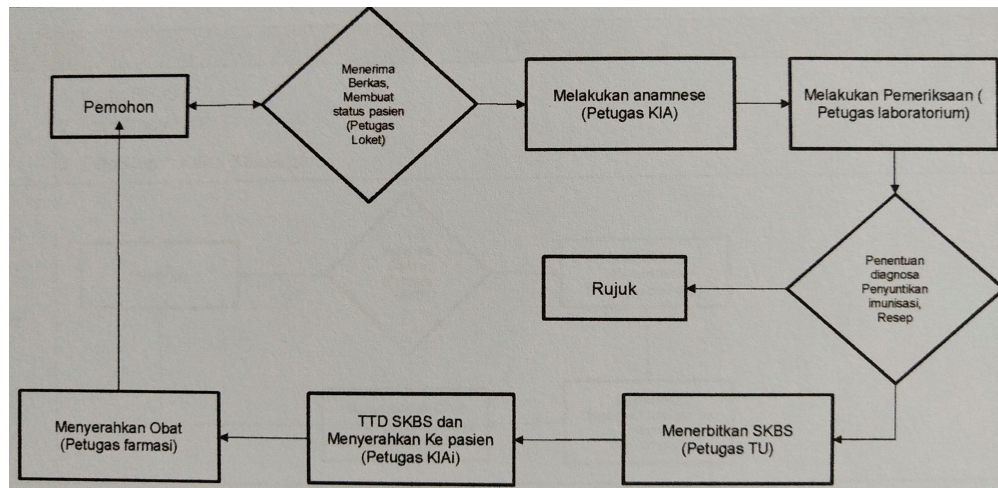 Pemohon
Menerima
Berkas,
Membuat
status pasien
(Petugas
Loket)
Melakukan anamnese
(Petugas KIA)
Melakukan Pemeriksaan (
Petugas laboratorium)
Penentuan
diagnosa
Penyuntikan
imunisasi,
Resep
Rujuk
Menerbitkan SKBS
(Petugas TU)
TTD SKBS dan
Menyerahkan Ke pasien
(Petugas KIAi)
Menyerahkan Obat
(Petugas farmasi)